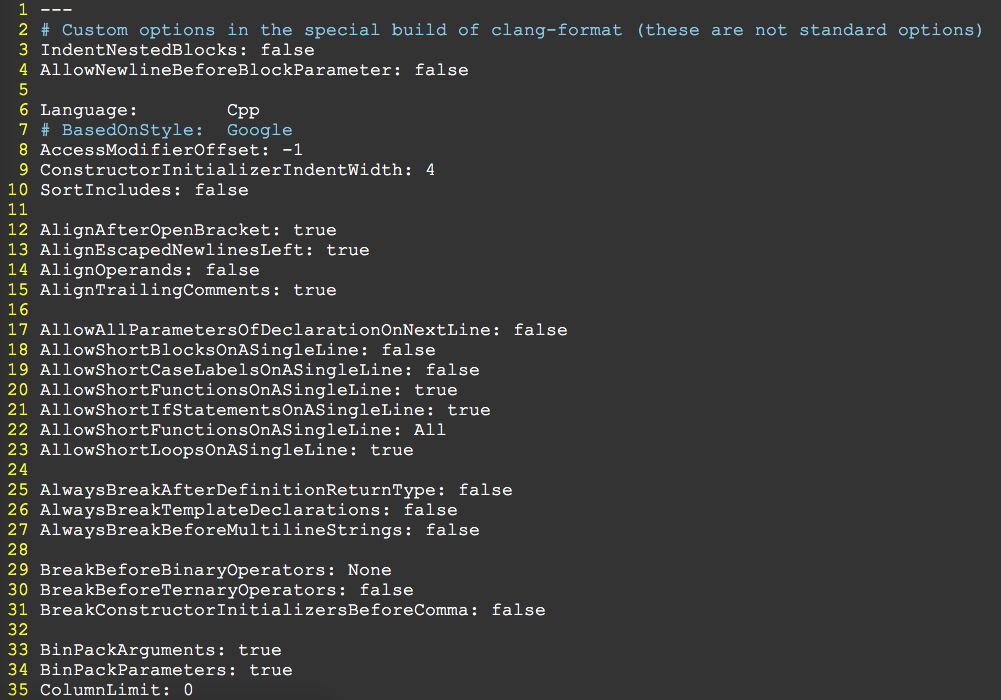 1 ---
2 # Custom options in the special build of clang-format (these are not standard options)
3 IndentNestedBlocks: false
4 AllowNewlineBeforeBlockParameter: false
5
6 Language:        Cpp
7 # BasedOnStyle:  Google
8 AccessModifierOffset: -1
9 ConstructorInitializerIndentWidth: 4
10 SortIncludes: false
11
12 AlignAfterOpenBracket: true
13 AlignEscapedNewlinesLeft: true
14 AlignOperands: false
15 AlignTrailingComments: true
16
17 AllowAllParametersOfDeclarationOnNextLine: false
18 AllowShortBlocksOnASingleLine: false
19 AllowShortCaseLabelsOnASingleLine: false
20 AllowShortFunctionsOnASingleLine: true
21 AllowShortIfStatementsOnASingleLine: true
22 AllowShortFunctionsOnASingleLine: All
23 AllowShortLoopsOnASingleLine: true
24
25 AlwaysBreakAfterDefinitionReturnType: false
26 AlwaysBreakTemplateDeclarations: false
27 AlwaysBreakBeforeMultilineStrings: false
28
29 BreakBeforeBinaryOperators: None
30 BreakBeforeTernaryOperators: false
31 BreakConstructorInitializersBeforeComma: false
32
33 BinPackArguments: true
34 BinPackParameters: true
35 ColumnLimit: 0